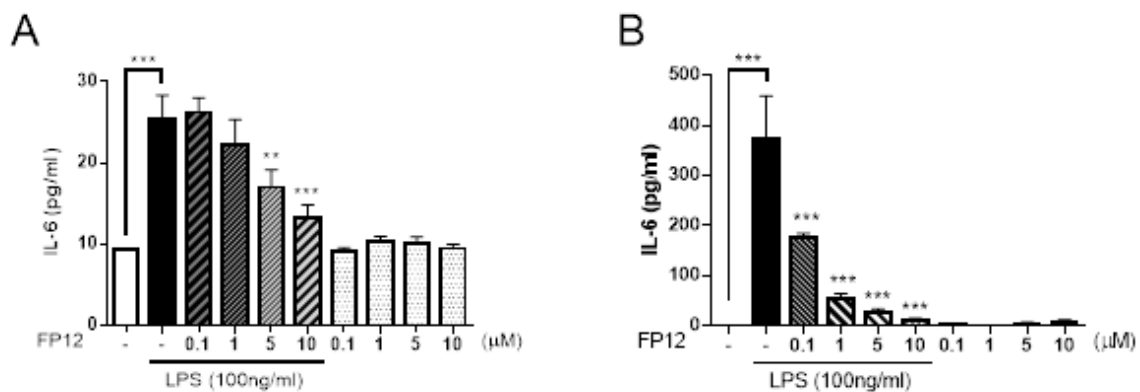 A
***
30
20
10
0
IL-6 (pg/ml)
**
***
FP12 - - 0.1 1 5 10 0.1 1 5 10 (μM)
LPS (100ng/ml)
B
***
500
400
300
200
100
0
IL-6 (pg/ml)
***
***
***
***
FP12 - - 0.1 1 5 10 0.1 1 5 10 (μM)
LPS (100ng/ml)